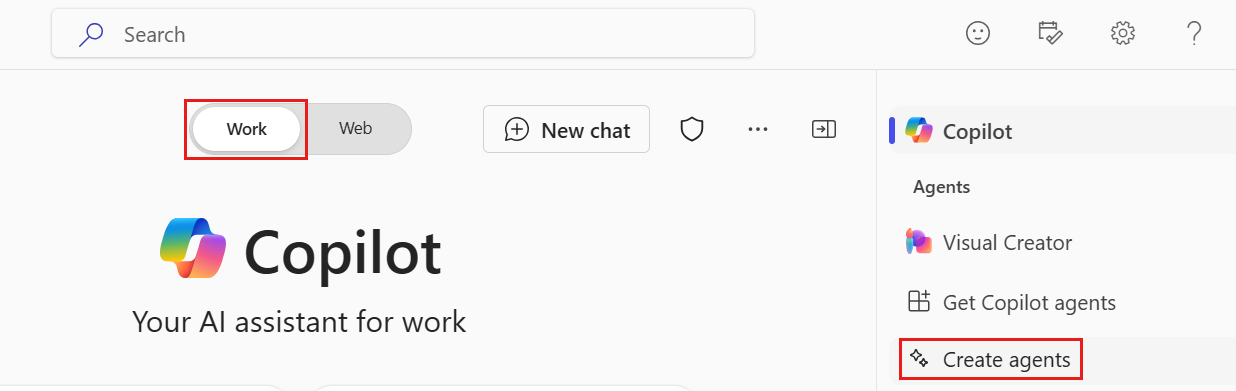 Search
Work
Web
New chat
Copilot
Your AI assistant for work
Copilot
Agents
Visual Creator
Get Copilot agents
Create agents